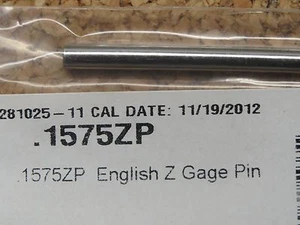 281025-11 CAL DATE: 11/19/2012
.1575ZP
.1575ZP English Z Gage Pin